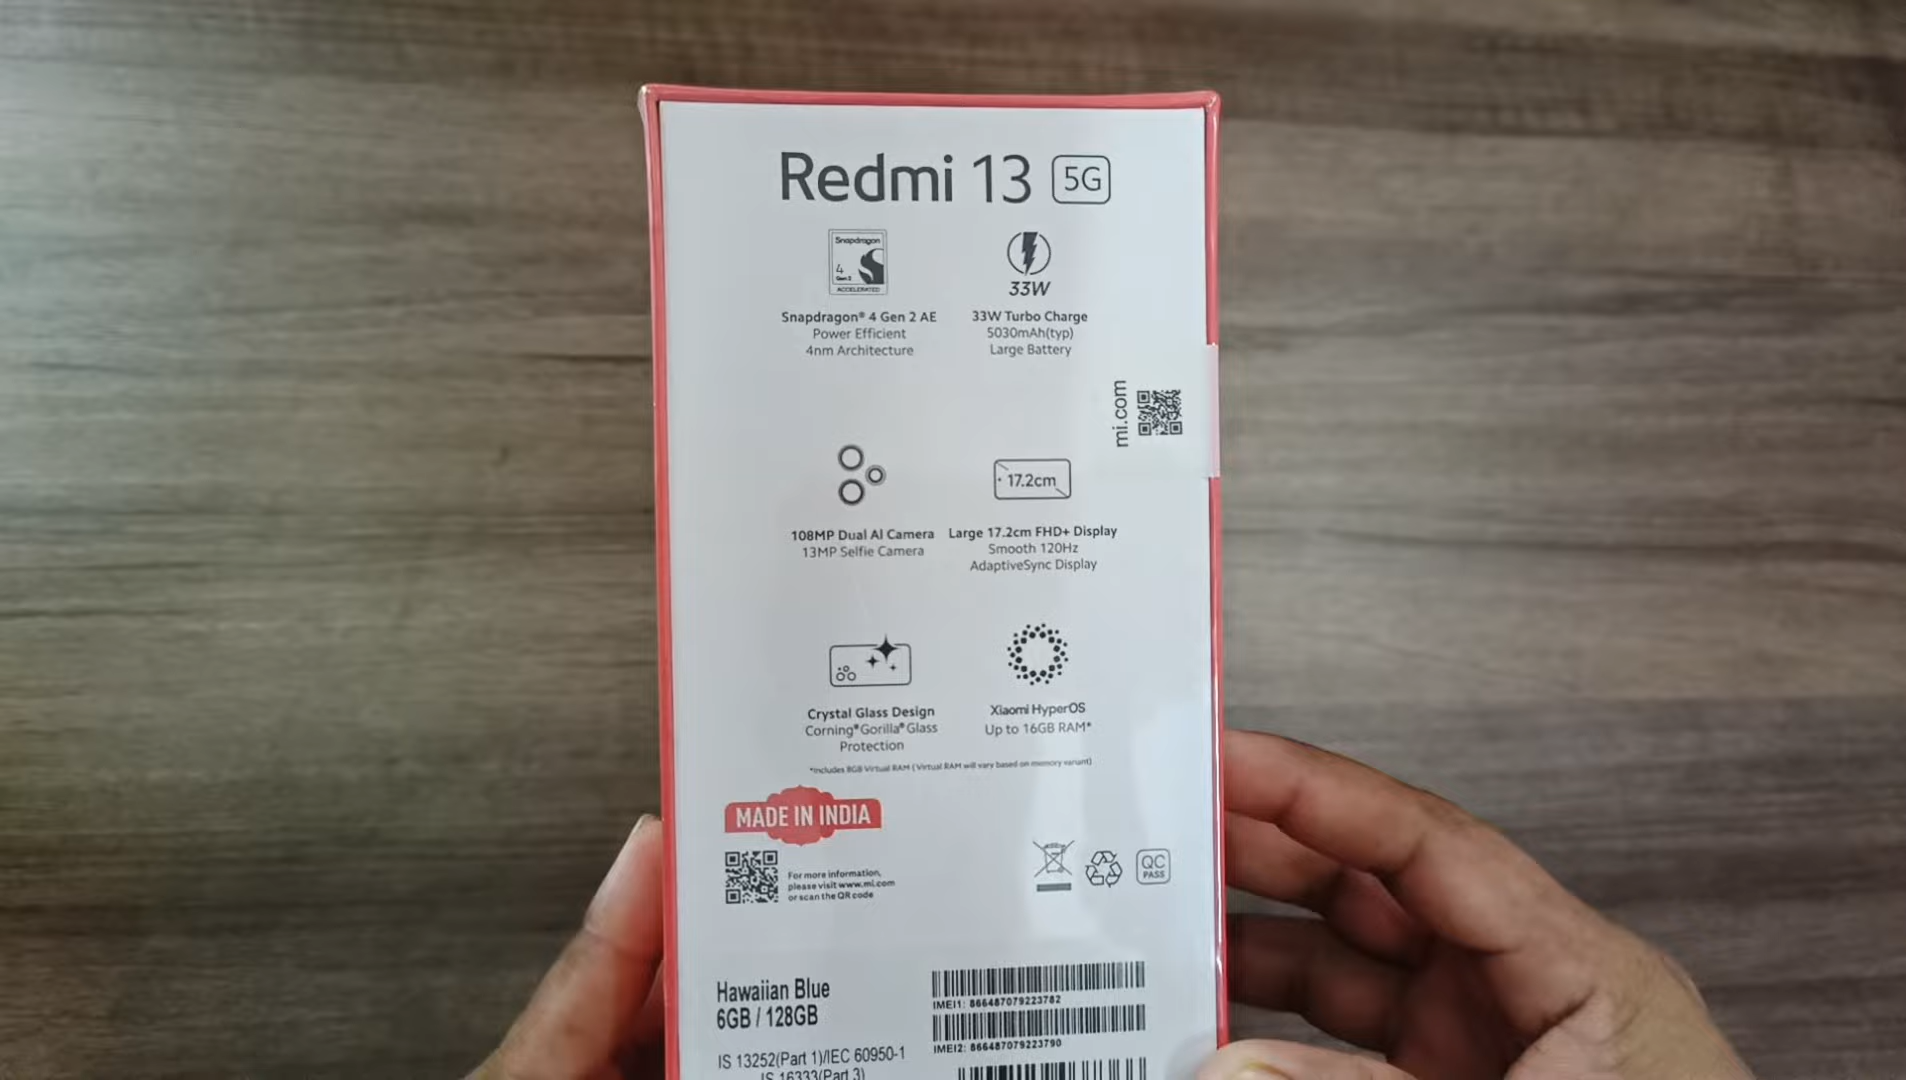 Redmi 13 5G
Snapdragon
4
Gen 2
ACCELERATED
33W
Snapdragon® 4 Gen 2 AE
Power Efficient
4nm Architecture
33W Turbo Charge
5030mAh(typ)
Large Battery
mi.com
17.2cm
108MP Dual AI Camera
13MP Selfie Camera
Large 17.2cm FHD+ Display
Smooth 120Hz
AdaptiveSync Display
Crystal Glass Design
Corning® Gorilla® Glass
Protection
Xiaomi HyperOS
Up to 16GB RAM*
*Includes 8GB Virtual RAM (Virtual RAM will vary based on memory variant)
MADE IN INDIA
For more information,
please visit www.mi.com
or scan the QR code
QC
PASS
Hawaiian Blue
6GB / 128GB
IMEI1: 866487079223782
IMEI2: 866487079223790
IS 13252(Part 1)/IEC 60950-1
IS 16333(Part 3)